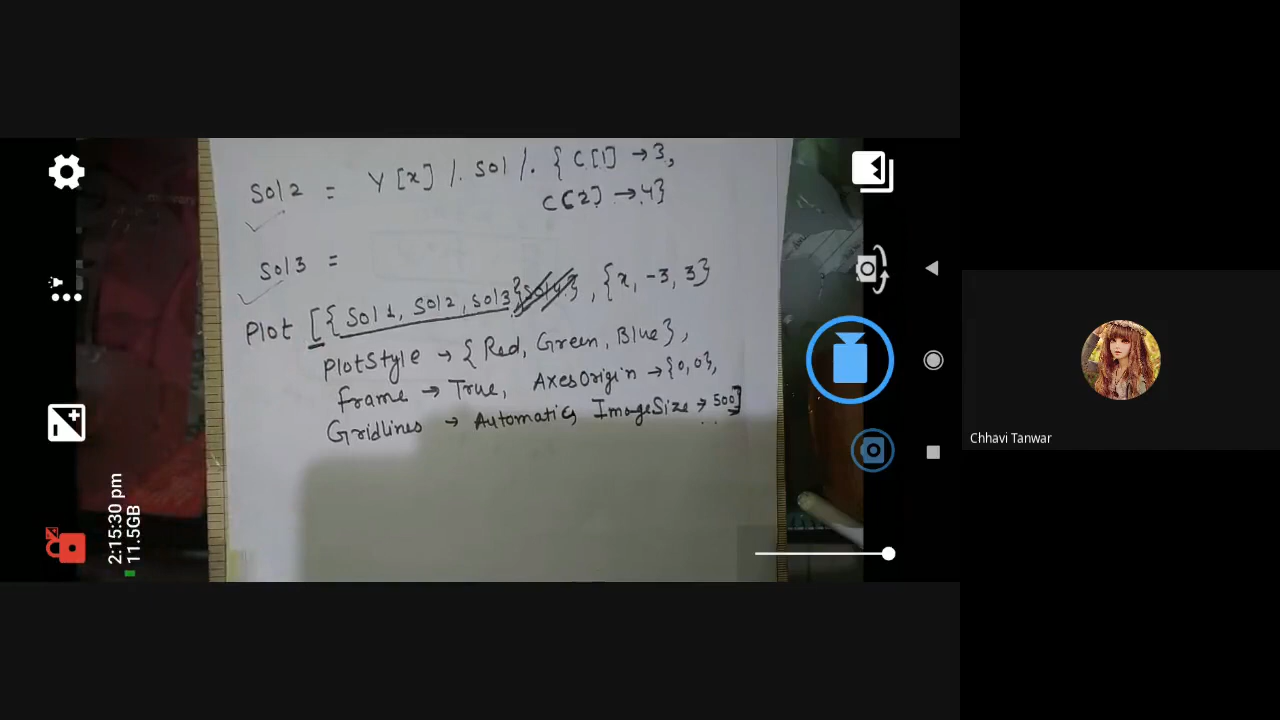 Sol2 = Y[x] /. Sol /. {C[1] → 3,
C[2] → 4}
Sol3 =
Plot [{Sol1, Sol2, Sol3}, {x, -3, 3}
PlotStyle → {Red, Green, Blue},
Frame → True, AxesOrigin → {0,0},
Gridlines → Automatic, ImageSize → 500]
2:15:30 pm
11.5GB
Chhavi Tanwar